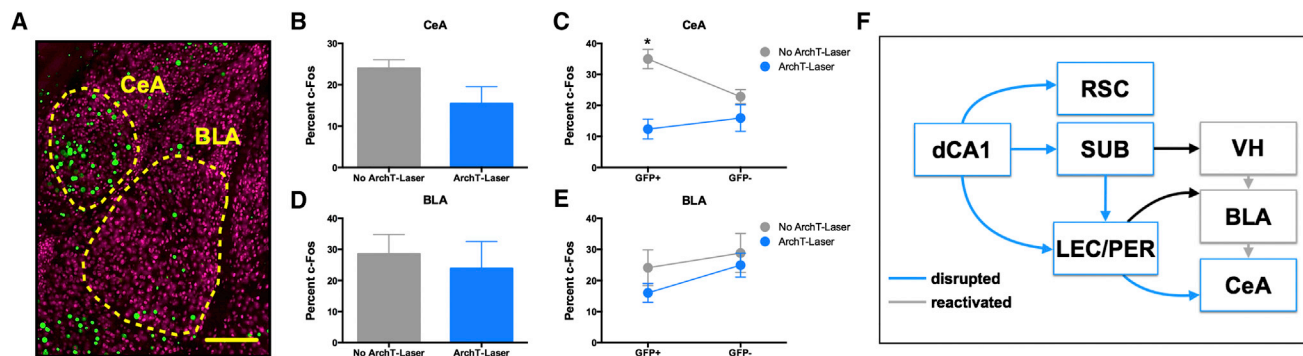 A
CeA
BLA
B
CeA
Percent c-Fos
30
20
10
0
No ArchT-Laser
ArchT-Laser
C
CeA
Percent c-Fos
40
30
20
10
0
*
GFP+
GFP-
No ArchT-Laser
ArchT-Laser
D
BLA
Percent c-Fos
40
30
20
10
0
No ArchT-Laser
ArchT-Laser
E
BLA
Percent c-Fos
40
30
20
10
0
GFP+
GFP-
No ArchT-Laser
ArchT-Laser
F
RSC
dCA1
SUB
VH
BLA
LEC/PER
CeA
disrupted
reactivated